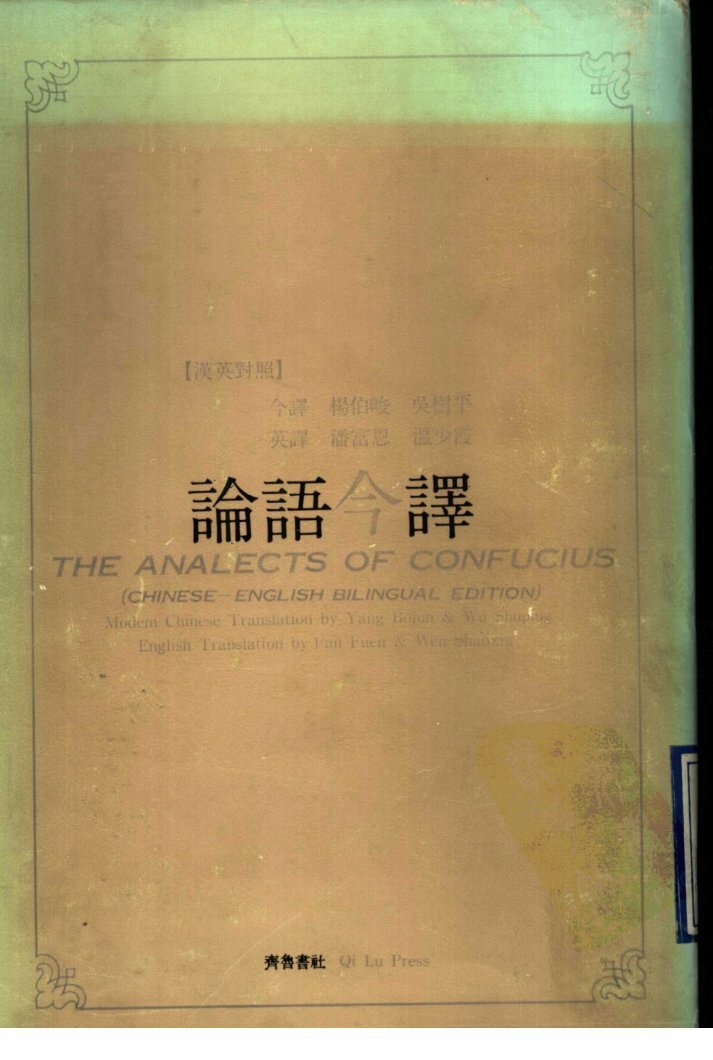 【漢英對照】
今譯 楊伯峻 吳樹平
英譯 潘富恩 溫少霞
論語今譯
THE ANALECTS OF CONFUCIUS
(CHINESE—ENGLISH BILINGUAL EDITION)
Modern Chinese Translation by Yang Bojun & Wu Shuping
English Translation by Pan Fuen & Wen Shaoxia
齊魯書社 Qi Lu Press